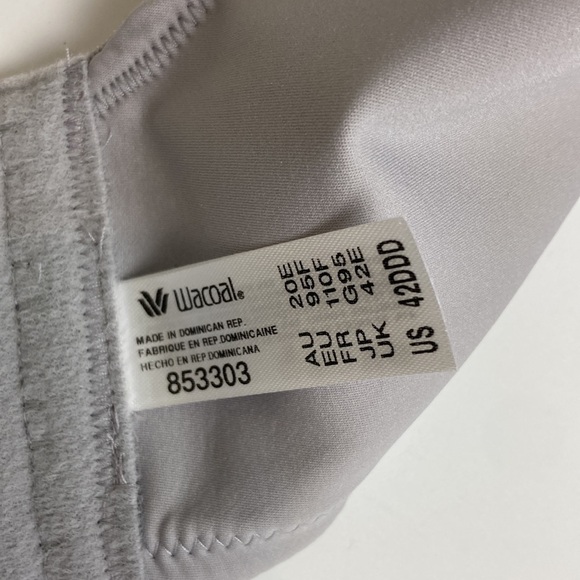 Wacoal®
MADE IN DOMINICAN REP.
FABRIQUE EN REP DOMINICAINE
HECHO EN REP.DOMINICANA
853303
AU 20E
EU 95F
FR 110F
JP G95
UK 42E
US 42DDD